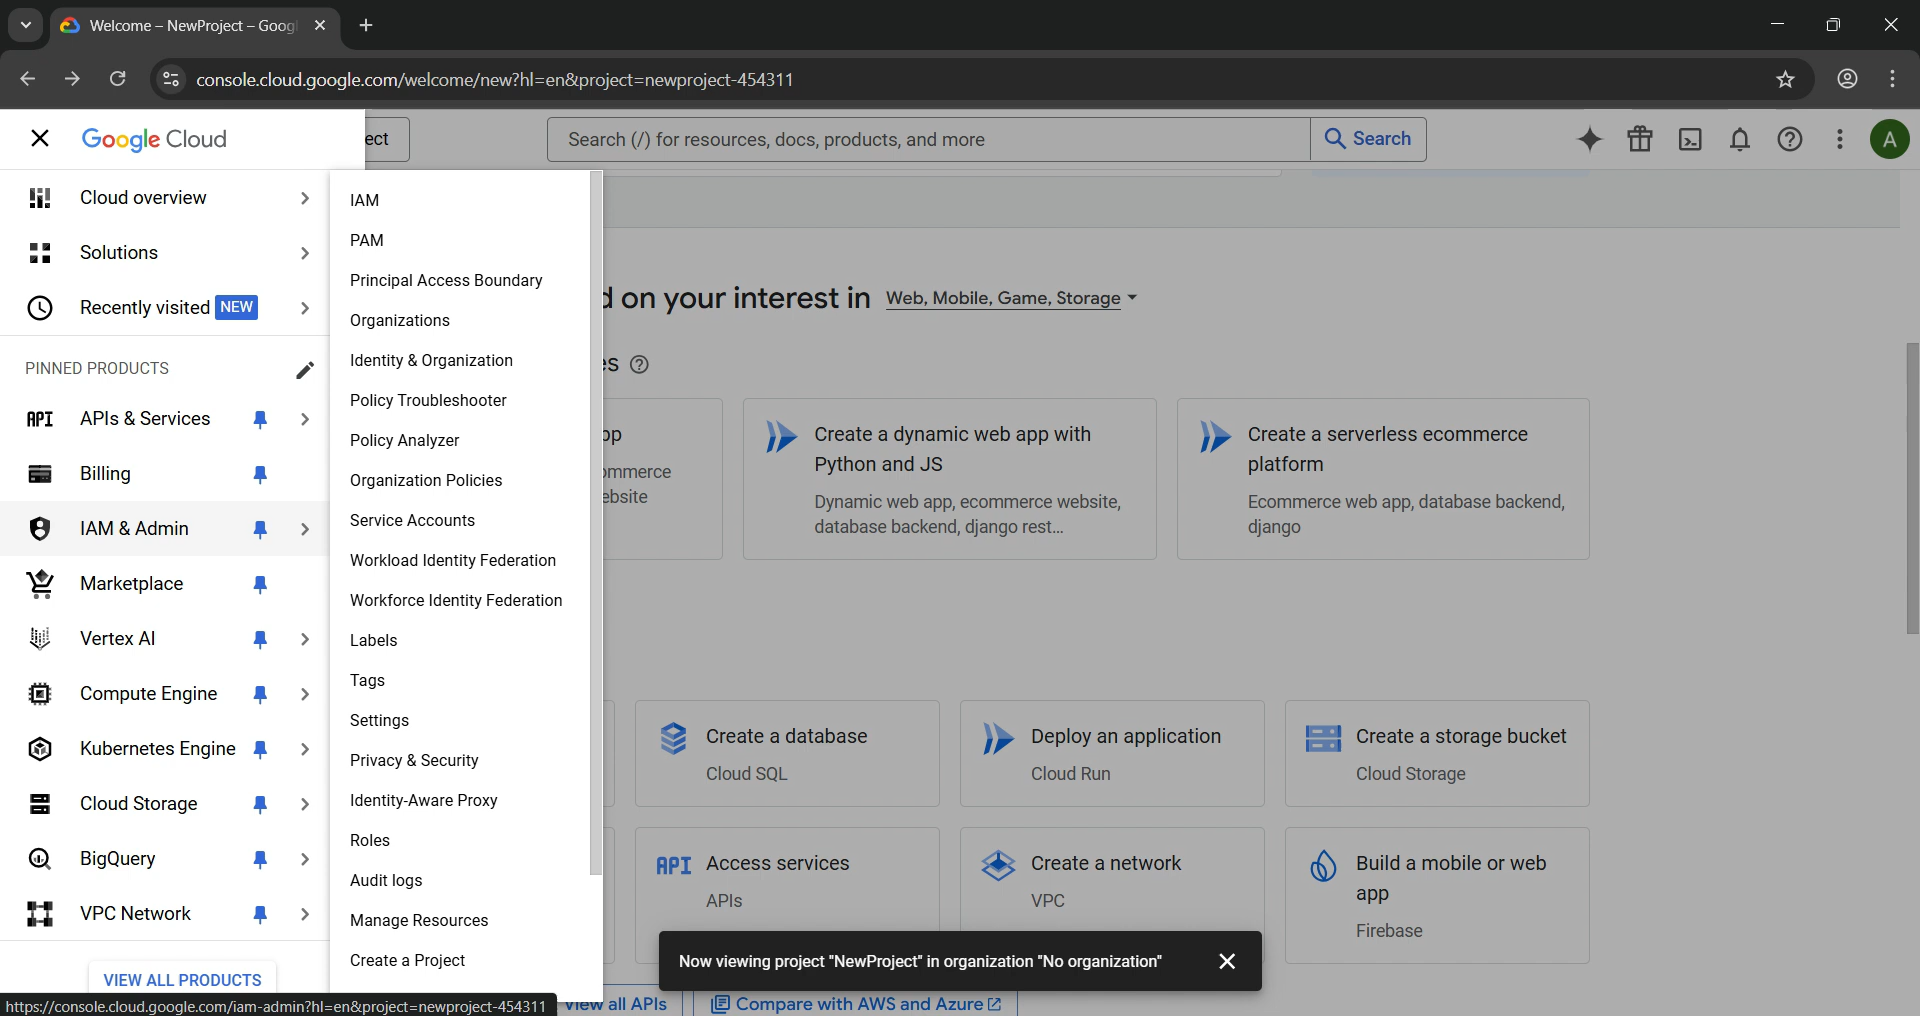 Welcome – NewProject – Goog
console.cloud.google.com/welcome/new?hl=en&project=newproject-454311
Google Cloud
ect
Search (/) for resources, docs, products, and more
Search
A
Cloud overview
Solutions
Recently visited NEW
PINNED PRODUCTS
API APIs & Services
Billing
IAM & Admin
Marketplace
Vertex AI
Compute Engine
Kubernetes Engine
Cloud Storage
BigQuery
VPC Network
VIEW ALL PRODUCTS
https://console.cloud.google.com/iam-admin?hl=en&project=newproject-454311
IAM
PAM
Principal Access Boundary
Organizations
Identity & Organization
Policy Troubleshooter
Policy Analyzer
Organization Policies
Service Accounts
Workload Identity Federation
Workforce Identity Federation
Labels
Tags
Settings
Privacy & Security
Identity-Aware Proxy
Roles
Audit logs
Manage Resources
Create a Project
d on your interest in Web, Mobile, Game, Storage
es
pp
ommerce
ebsite
Create a dynamic web app with
Python and JS
Dynamic web app, ecommerce website,
database backend, django rest...
Create a serverless ecommerce
platform
Ecommerce web app, database backend,
django
Create a database
Cloud SQL
Deploy an application
Cloud Run
Create a storage bucket
Cloud Storage
API Access services
APIs
Create a network
VPC
Build a mobile or web
app
Firebase
Now viewing project "NewProject" in organization "No organization"
View all APIs
Compare with AWS and Azure